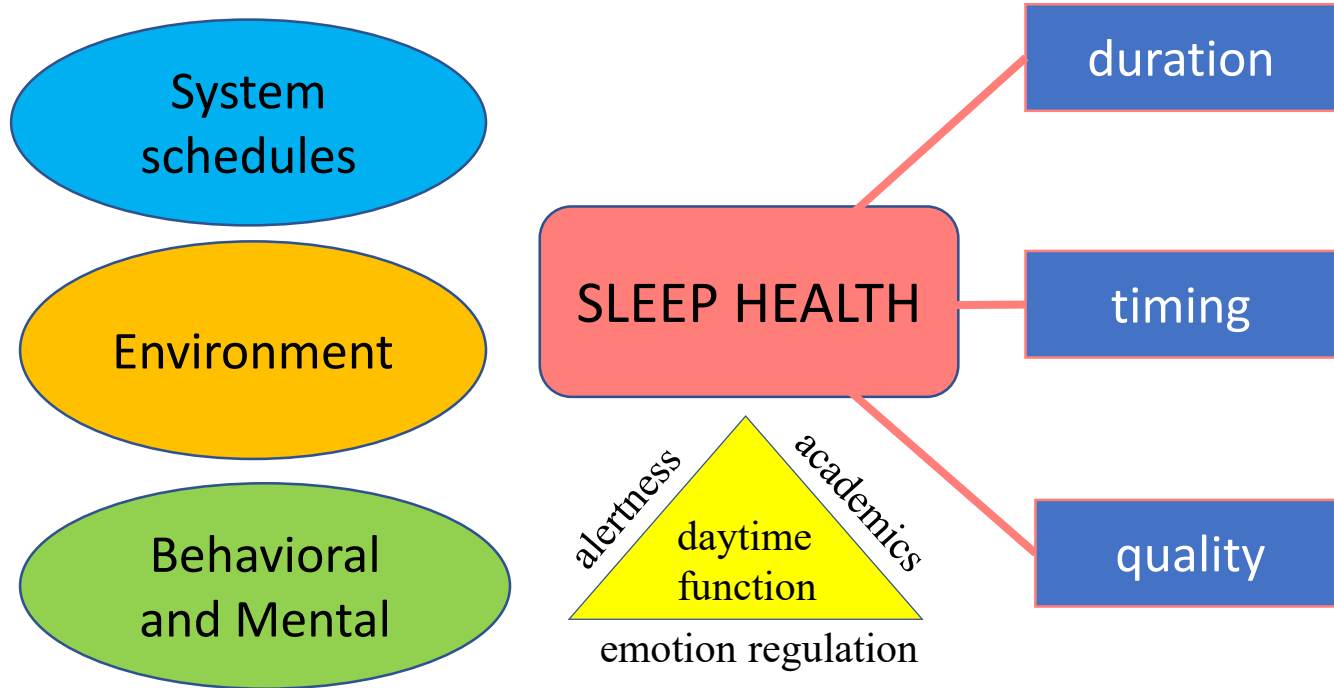 System
schedules
Environment
Behavioral
and Mental
SLEEP HEALTH
alertness
academics
daytime
function
emotion regulation
duration
timing
quality